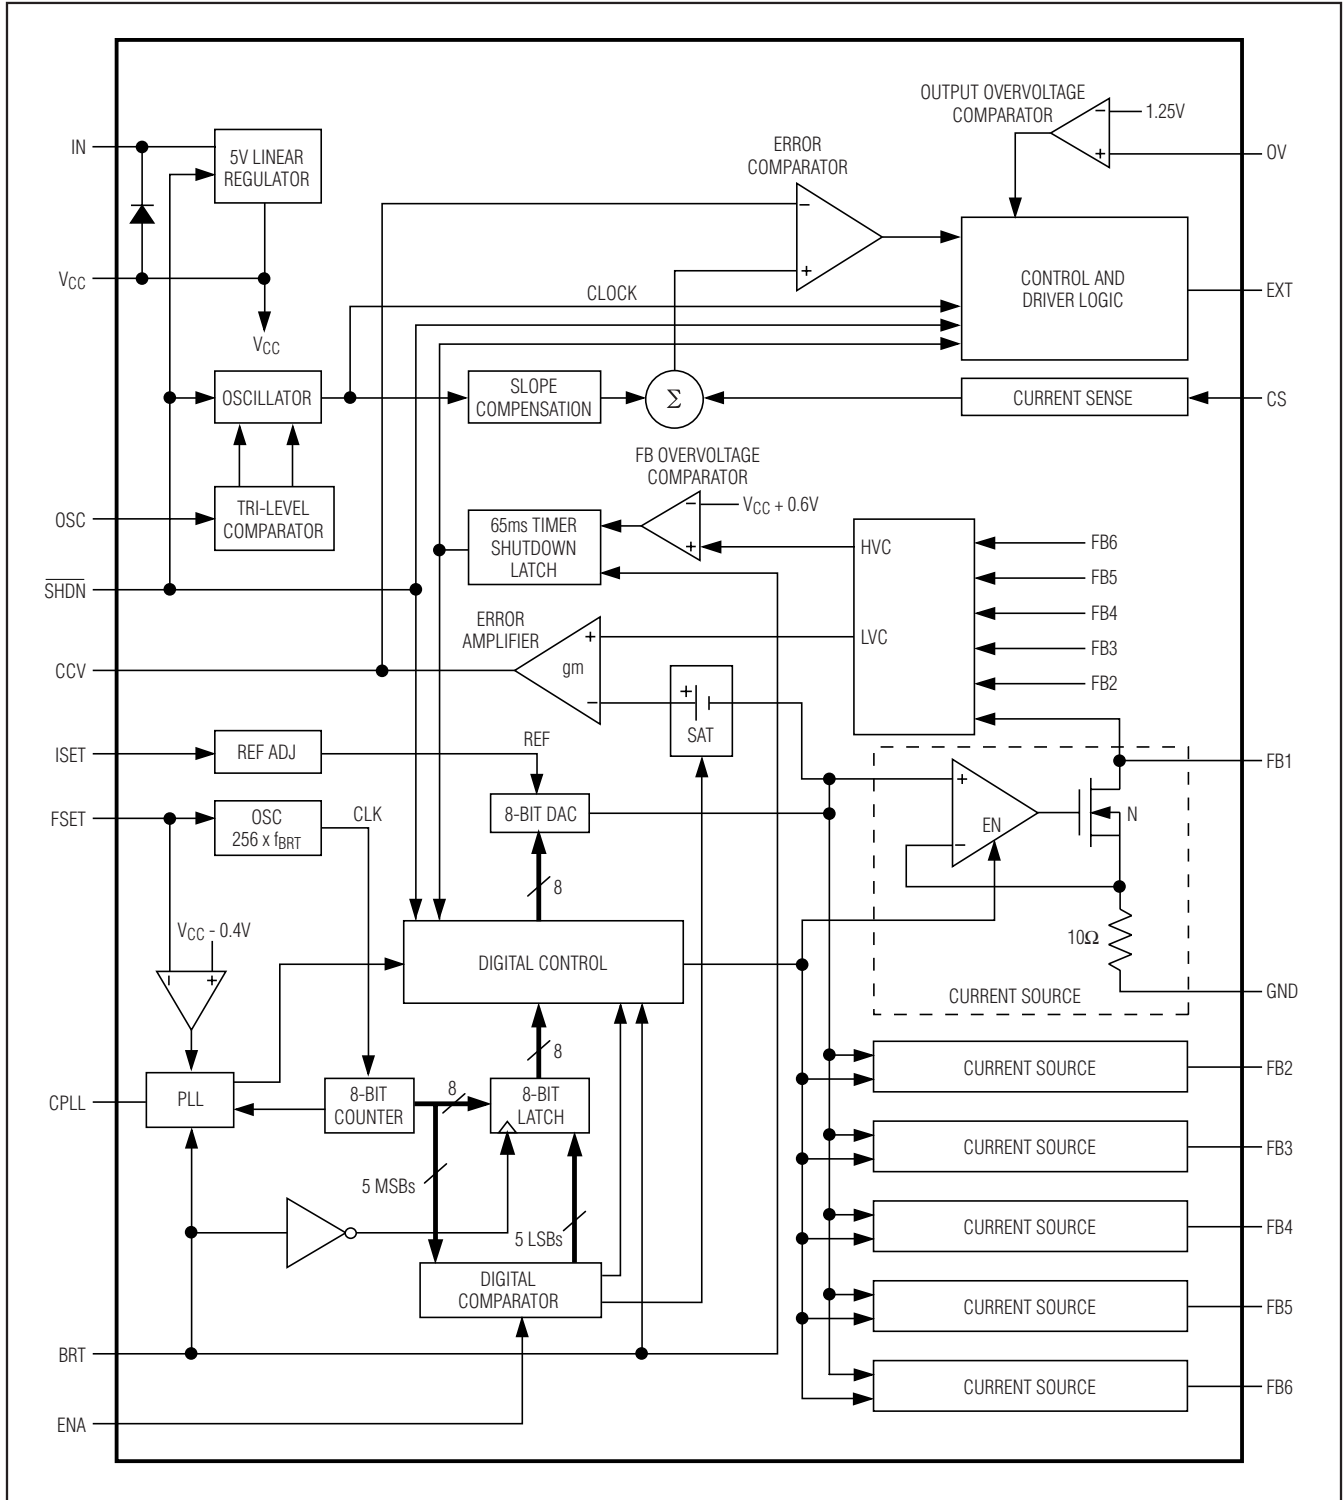 OUTPUT OVERVOLTAGE
COMPARATOR
−
1.25V
+
OV
IN
5V LINEAR
REGULATOR
ERROR
COMPARATOR
−
+
VCC
VCC
CLOCK
CONTROL AND
DRIVER LOGIC
EXT
OSCILLATOR
SLOPE
COMPENSATION
Σ
CURRENT SENSE
CS
FB OVERVOLTAGE
COMPARATOR
−
VCC + 0.6V
+
OSC
TRI-LEVEL
COMPARATOR
65ms TIMER
SHUTDOWN
LATCH
HVC
LVC
FB6
FB5
FB4
FB3
FB2
S̅H̅D̅N̅
ERROR
AMPLIFIER
+
gm
−
CCV
+
SAT
ISET
REF ADJ
REF
FB1
FSET
OSC
256 x fBRT
CLK
8-BIT DAC
8
+
EN
−
N
10Ω
CURRENT SOURCE
GND
VCC - 0.4V
−
+
DIGITAL CONTROL
8
CPLL
PLL
8-BIT
COUNTER
8
8-BIT
LATCH
CURRENT SOURCE
FB2
CURRENT SOURCE
FB3
5 MSBs
5 LSBs
CURRENT SOURCE
FB4
DIGITAL
COMPARATOR
CURRENT SOURCE
FB5
BRT
CURRENT SOURCE
FB6
ENA